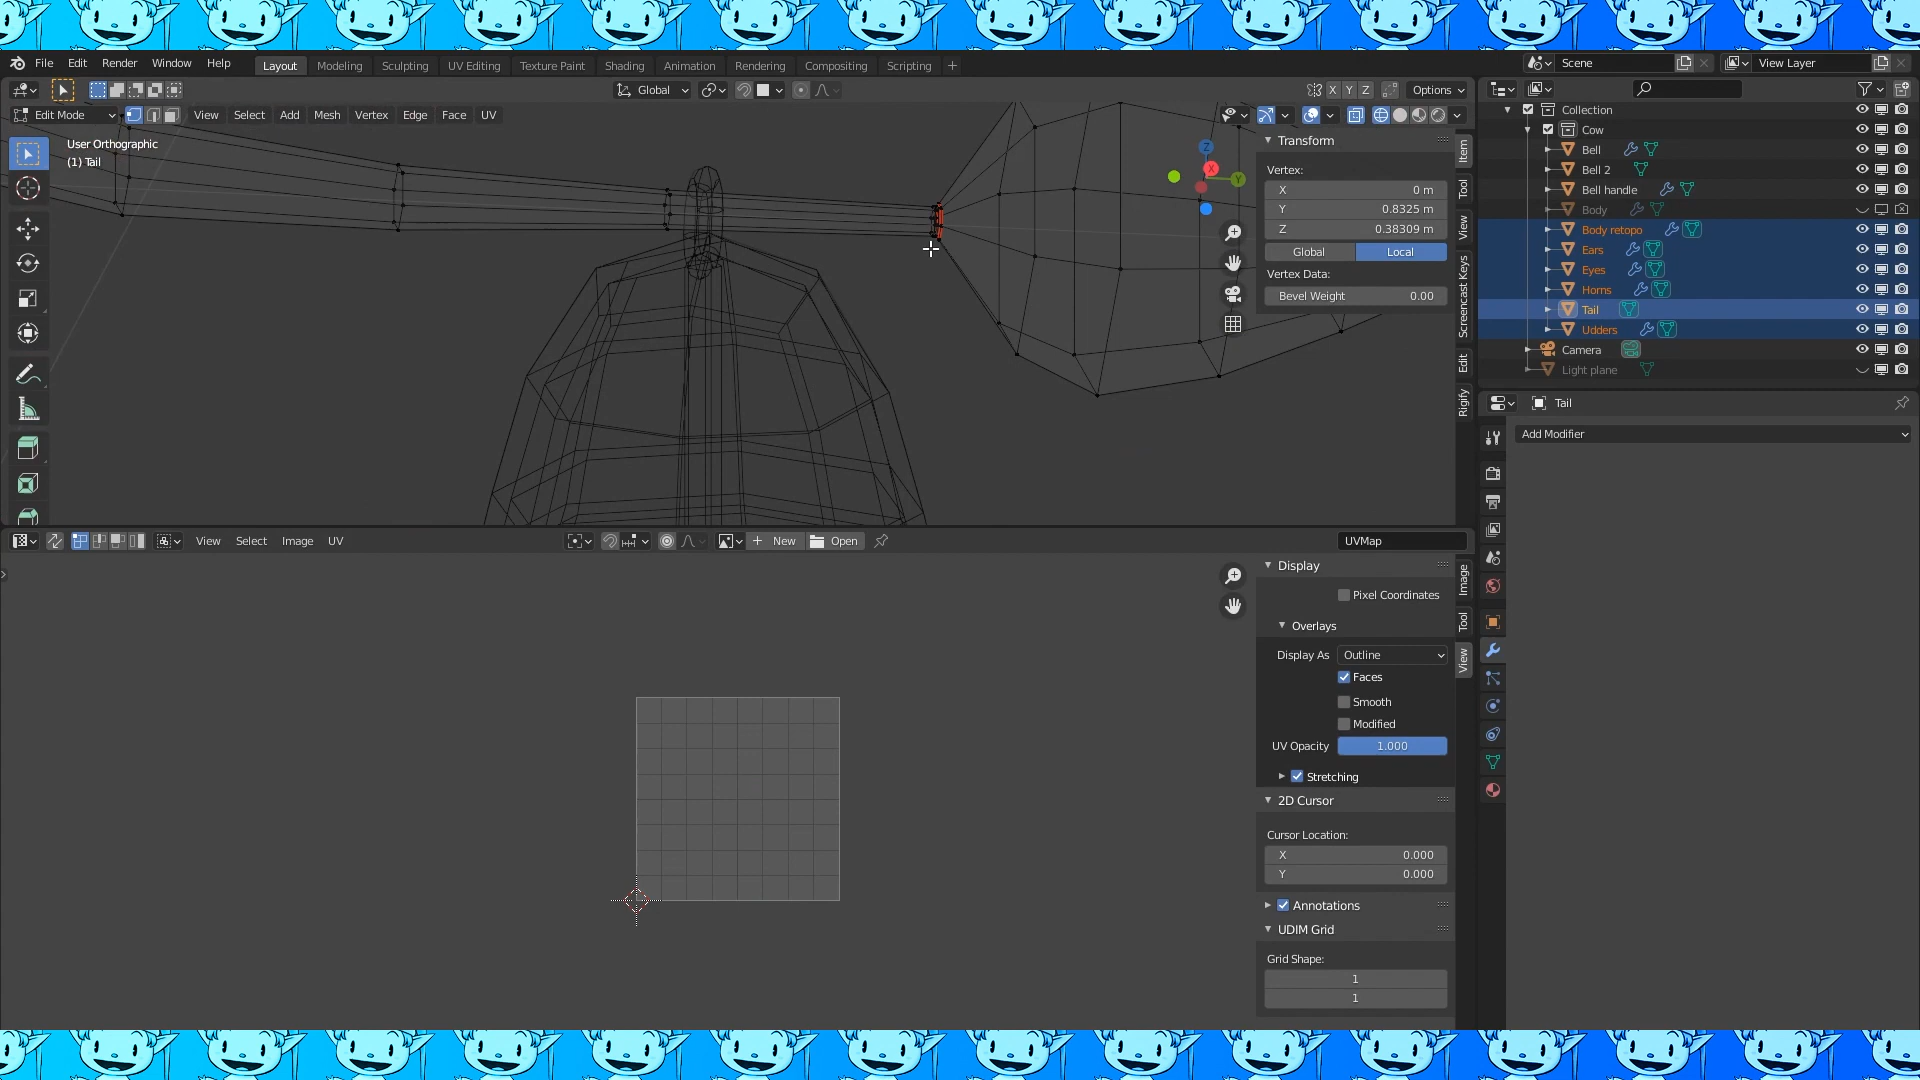 File Edit Render Window Help Layout Modeling Sculpting UV Editing Texture Paint Shading Animation Rendering Compositing Scripting + Scene View Layer
Global X Y Z Options
Edit Mode View Select Add Mesh Vertex Edge Face UV
User Orthographic
(1) Tail
Z
X
Y
Transform
Vertex:
X 0 m
Y 0.8325 m
Z 0.38309 m
Global Local
Vertex Data:
Bevel Weight 0.00
Item
Tool
View
Screencast Keys
Edit
Rigify
Collection
Cow
Bell
Bell 2
Bell handle
Body
Body retopo
Ears
Eyes
Horns
Tail
Udders
Camera
Light plane
Tail
Add Modifier
View Select Image UV New Open UVMap
Display
Pixel Coordinates
Overlays
Display As Outline
Faces
Smooth
Modified
UV Opacity 1.000
Stretching
2D Cursor
Cursor Location:
X 0.000
Y 0.000
Annotations
UDIM Grid
Grid Shape:
1
1
Image
Tool
View